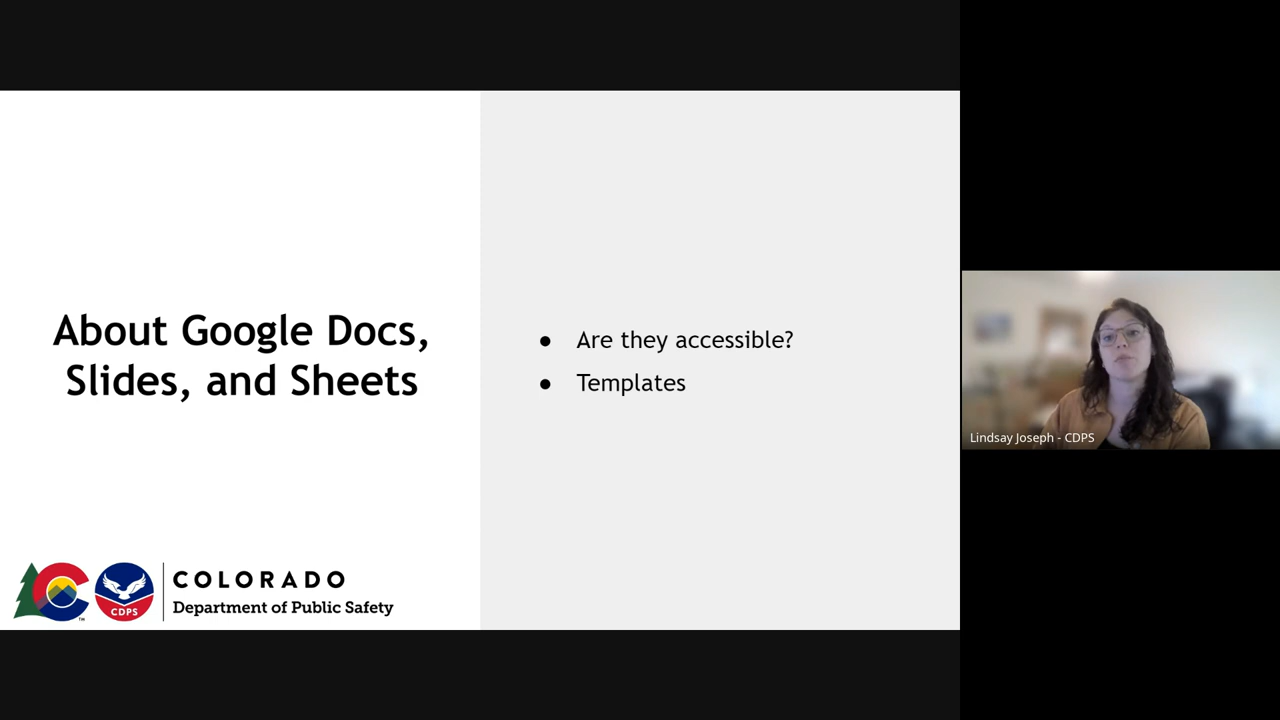 About Google Docs,
Slides, and Sheets
● Are they accessible?
● Templates
CDPS
™
COLORADO
Department of Public Safety
Lindsay Joseph - CDPS